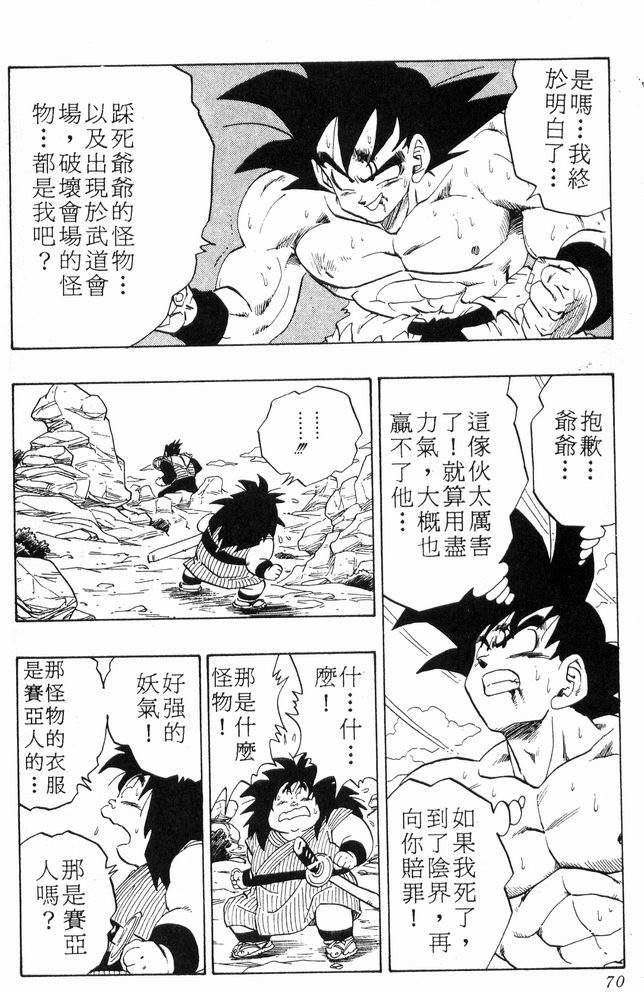 是嗎…我終
於明白了…
踩死爺爺的怪物…
以及出現於武道會
場，破壞會場的怪
物…都是我吧？
抱歉…
爺爺…
這傢伙太厲害
了！就算用盡
力氣，大概也
贏不了他…
如果我死了，
到了陰界，再
向你賠罪！
……!!!
什…什…
麼！
那是什麼
怪物！
好强的
妖氣！
那怪物的衣服
是賽亞人的…
那是賽亞
人嗎？
70